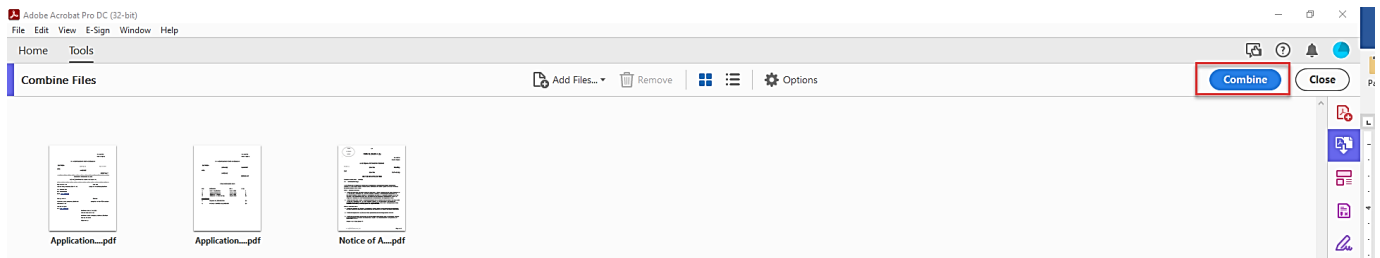 Adobe Acrobat Pro DC (32-bit)
File Edit View E-Sign Window Help
Home Tools
Combine Files Add Files... Remove Options Combine Close
Application....pdf Application....pdf Notice of A....pdf